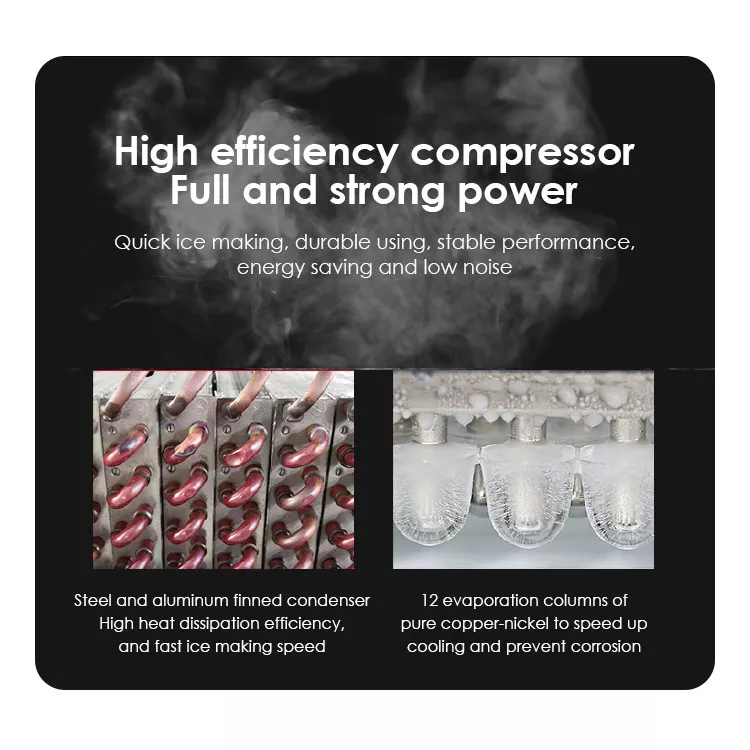 High efficiency compressor
Full and strong power
Quick ice making, durable using, stable performance,
energy saving and low noise
Steel and aluminum finned condenser
High heat dissipation efficiency,
and fast ice making speed
12 evaporation columns of
pure copper-nickel to speed up
cooling and prevent corrosion